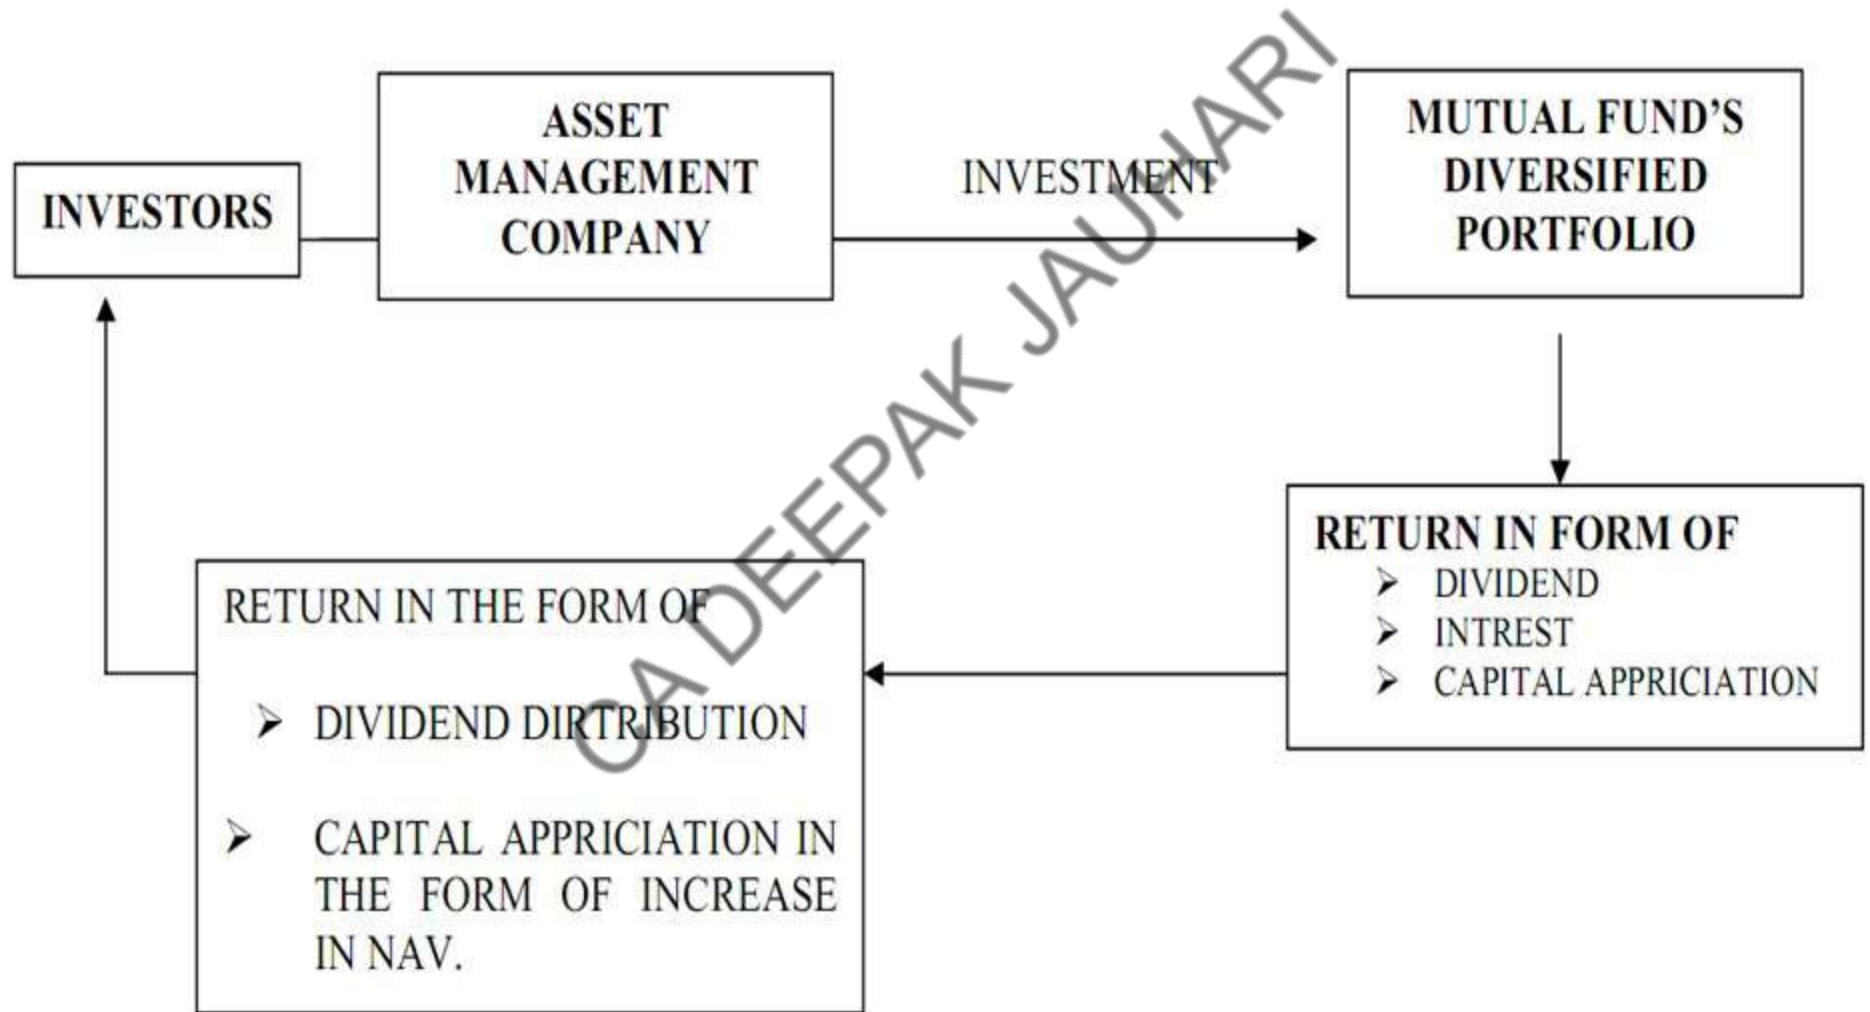 INVESTORS
ASSET
MANAGEMENT
COMPANY
INVESTMENT
MUTUAL FUND'S
DIVERSIFIED
PORTFOLIO
RETURN IN FORM OF
➢ DIVIDEND
➢ INTREST
➢ CAPITAL APPRICIATION
RETURN IN THE FORM OF
➢ DIVIDEND DIRTRIBUTION
➢ CAPITAL APPRICIATION IN
THE FORM OF INCREASE
IN NAV.
CA DEEPAK JAUHARI